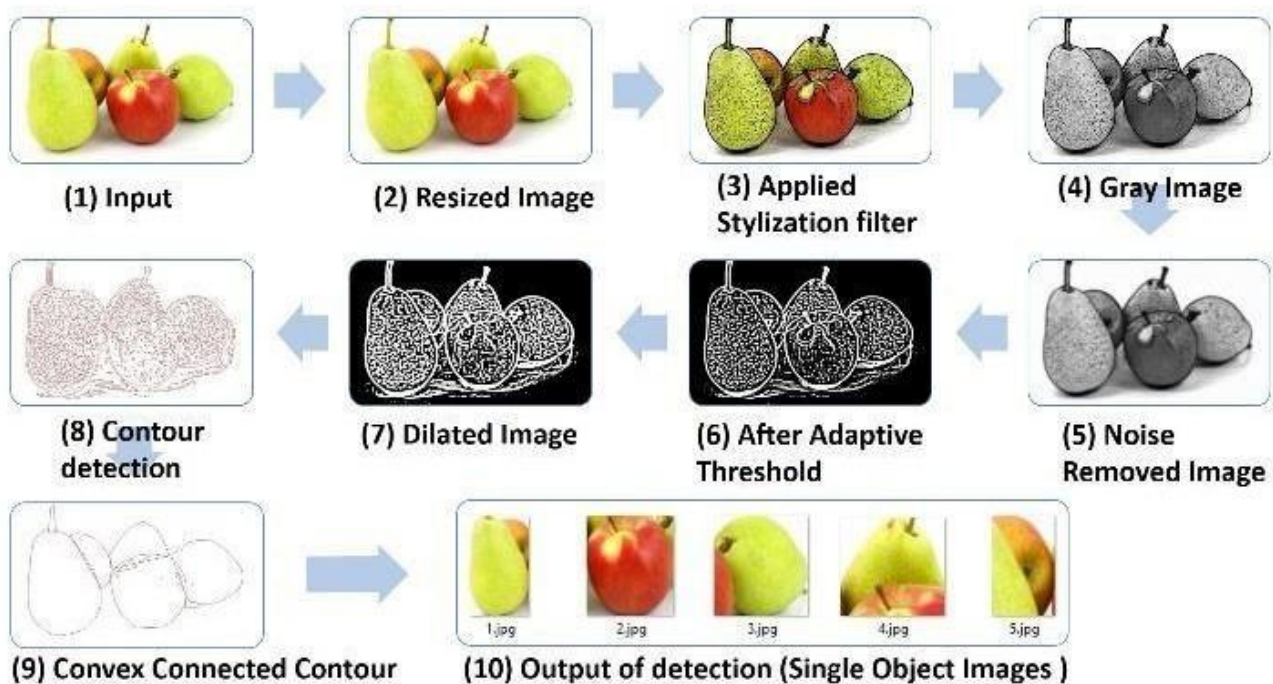 (1) Input
(2) Resized Image
(3) Applied
Stylization filter
(4) Gray Image
(5) Noise
Removed Image
(6) After Adaptive
Threshold
(7) Dilated Image
(8) Contour
detection
(9) Convex Connected Contour
1.jpg
2.jpg
3.jpg
4.jpg
5.jpg
(10) Output of detection (Single Object Images )